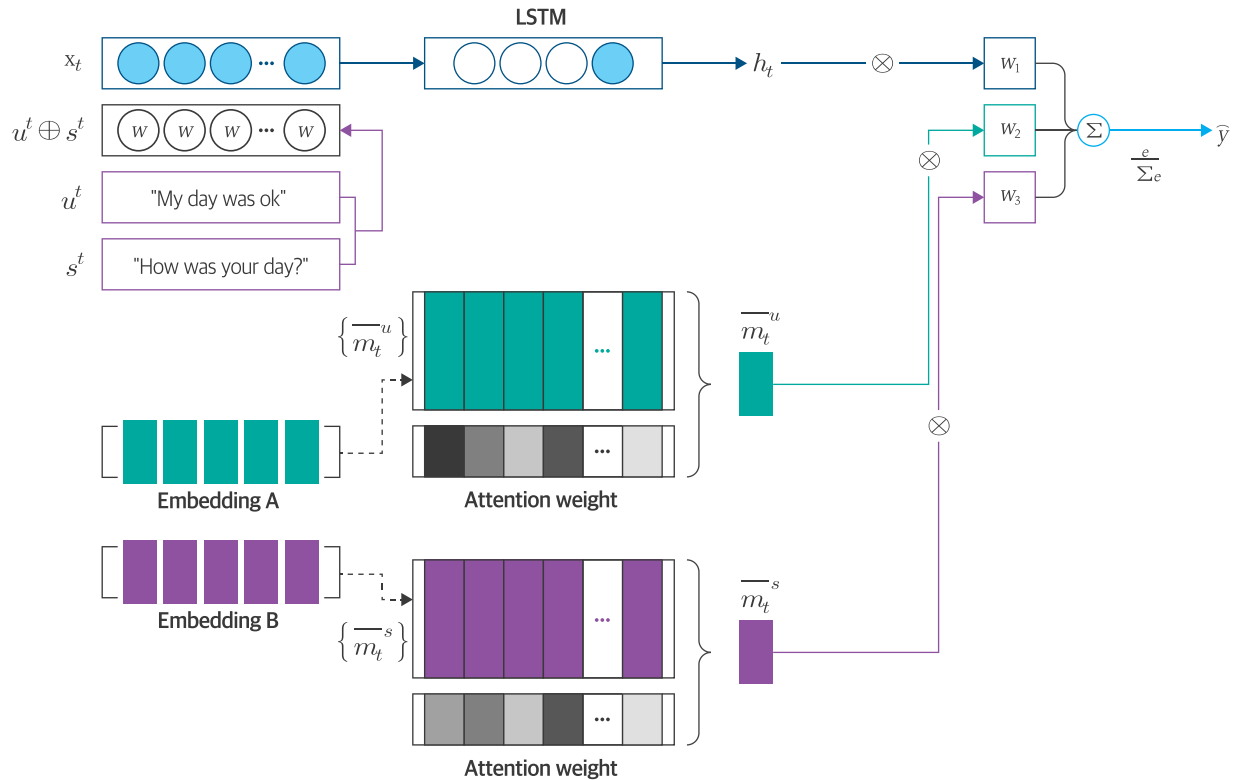 LSTM
x_t ... h_t ⊗ W_1
u^t ⊕ s^t W W W ... W W_2 Σ ŷ
⊗ e/Σe
u^t "My day was ok" W_3
s^t "How was your day?"
{m̅_t^u} ... m̅_t^u
...
Embedding A Attention weight ⊗
Embedding B
{m̅_t^s} ... m̅_t^s
...
Attention weight